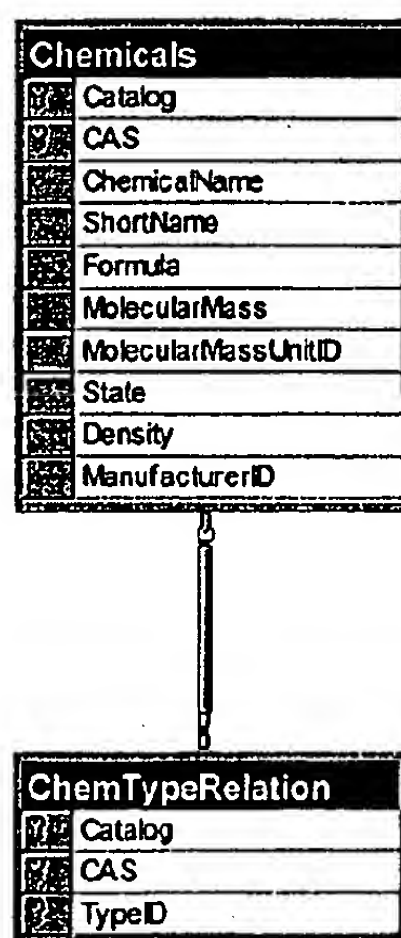 Chemicals
Catalog
CAS
ChemicalName
ShortName
Formula
MolecularMass
MolecularMassUnitID
State
Density
ManufacturerID
ChemTypeRelation
Catalog
CAS
TypeID